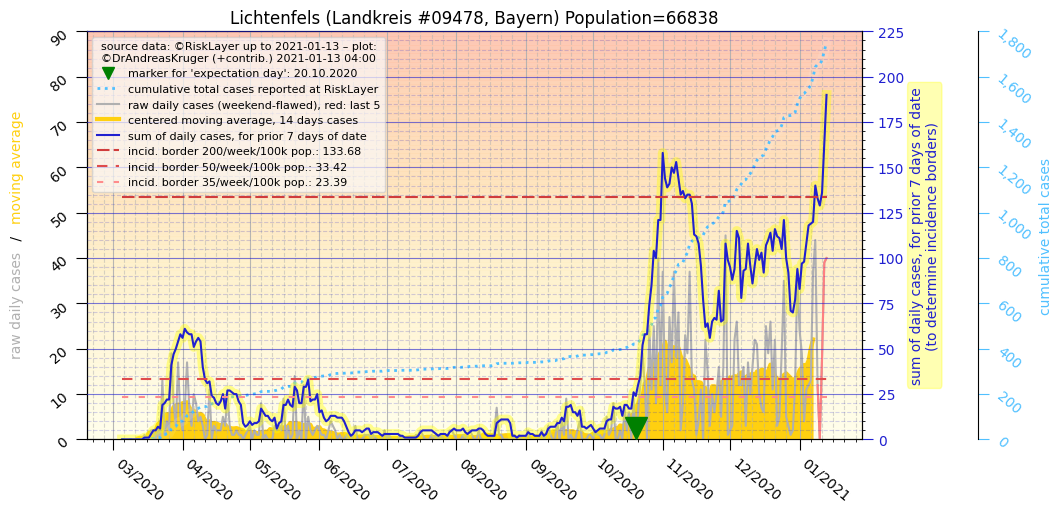 Lichtenfels (Landkreis #09478, Bayern) Population=66838
source data: ©RiskLayer up to 2021-01-13 – plot:
©DrAndreasKruger (+contrib.) 2021-01-13 04:00
marker for 'expectation day': 20.10.2020
cumulative total cases reported at RiskLayer
raw daily cases (weekend-flawed), red: last 5
centered moving average, 14 days cases
sum of daily cases, for prior 7 days of date
incid. border 200/week/100k pop.: 133.68
incid. border 50/week/100k pop.: 33.42
incid. border 35/week/100k pop.: 23.39
raw daily cases / moving average
90
80
70
60
50
40
30
20
10
0
225
200
175
150
125
100
75
50
25
0
sum of daily cases, for prior 7 days of date
(to determine incidence borders)
1,800
1,600
1,400
1,200
1,000
800
600
400
200
0
cumulative total cases
03/2020
04/2020
05/2020
06/2020
07/2020
08/2020
09/2020
10/2020
11/2020
12/2020
01/2021